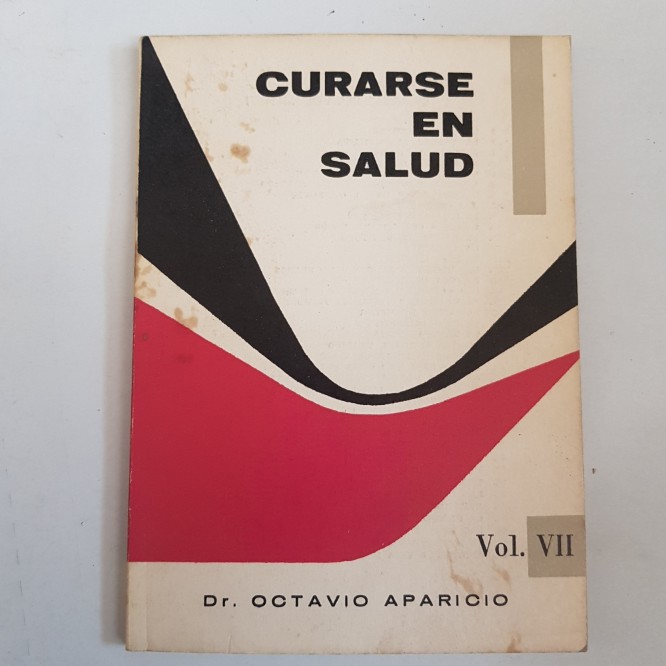 CURARSE
EN
SALUD
Vol. VII
Dr. OCTAVIO APARICIO